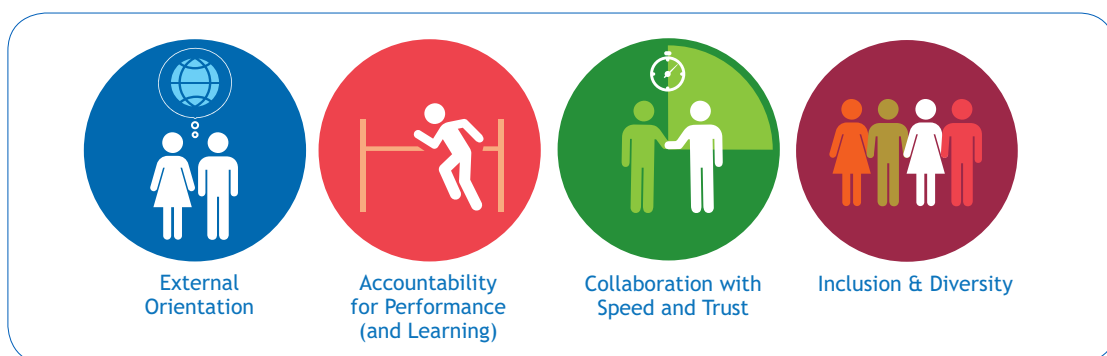 External
Orientation
Accountability
for Performance
(and Learning)
Collaboration with
Speed and Trust
Inclusion & Diversity